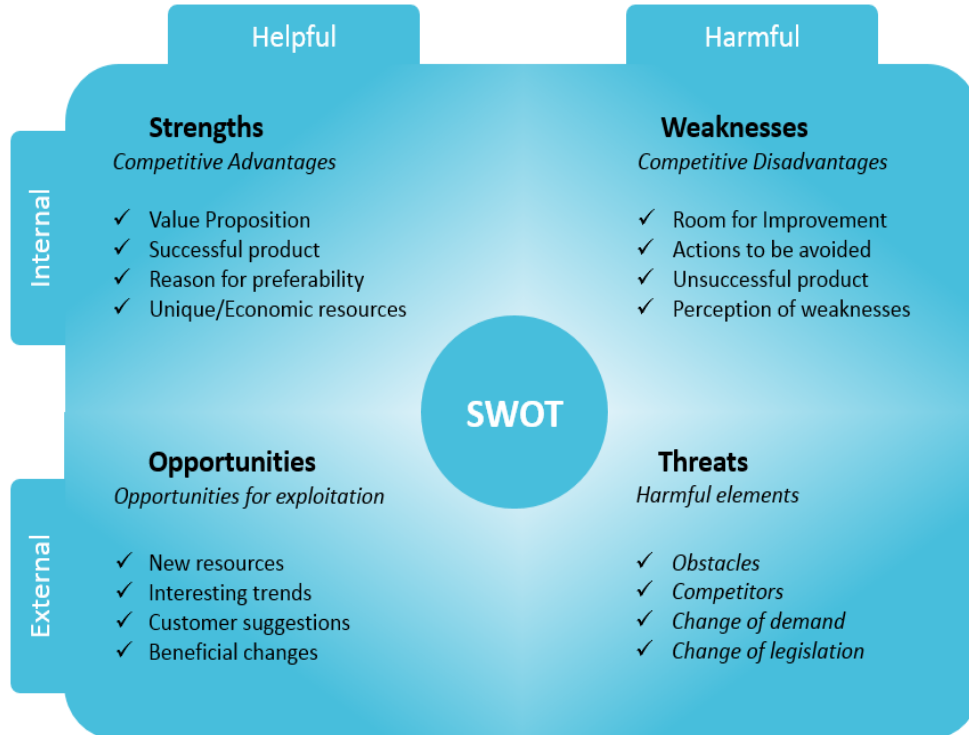 Helpful
Harmful
Internal
Strengths
Competitive Advantages
✓ Value Proposition
✓ Successful product
✓ Reason for preferability
✓ Unique/Economic resources
Weaknesses
Competitive Disadvantages
✓ Room for Improvement
✓ Actions to be avoided
✓ Unsuccessful product
✓ Perception of weaknesses
SWOT
External
Opportunities
Opportunities for exploitation
✓ New resources
✓ Interesting trends
✓ Customer suggestions
✓ Beneficial changes
Threats
Harmful elements
✓ Obstacles
✓ Competitors
✓ Change of demand
✓ Change of legislation